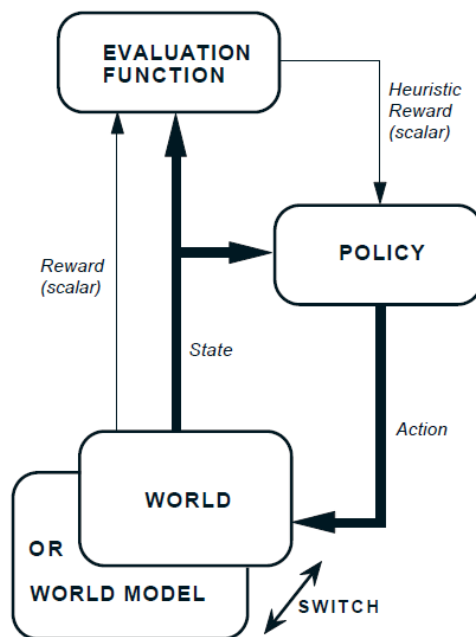 EVALUATION
FUNCTION
Heuristic
Reward
(scalar)
POLICY
Reward
(scalar)
State
Action
WORLD
OR
WORLD MODEL
SWITCH